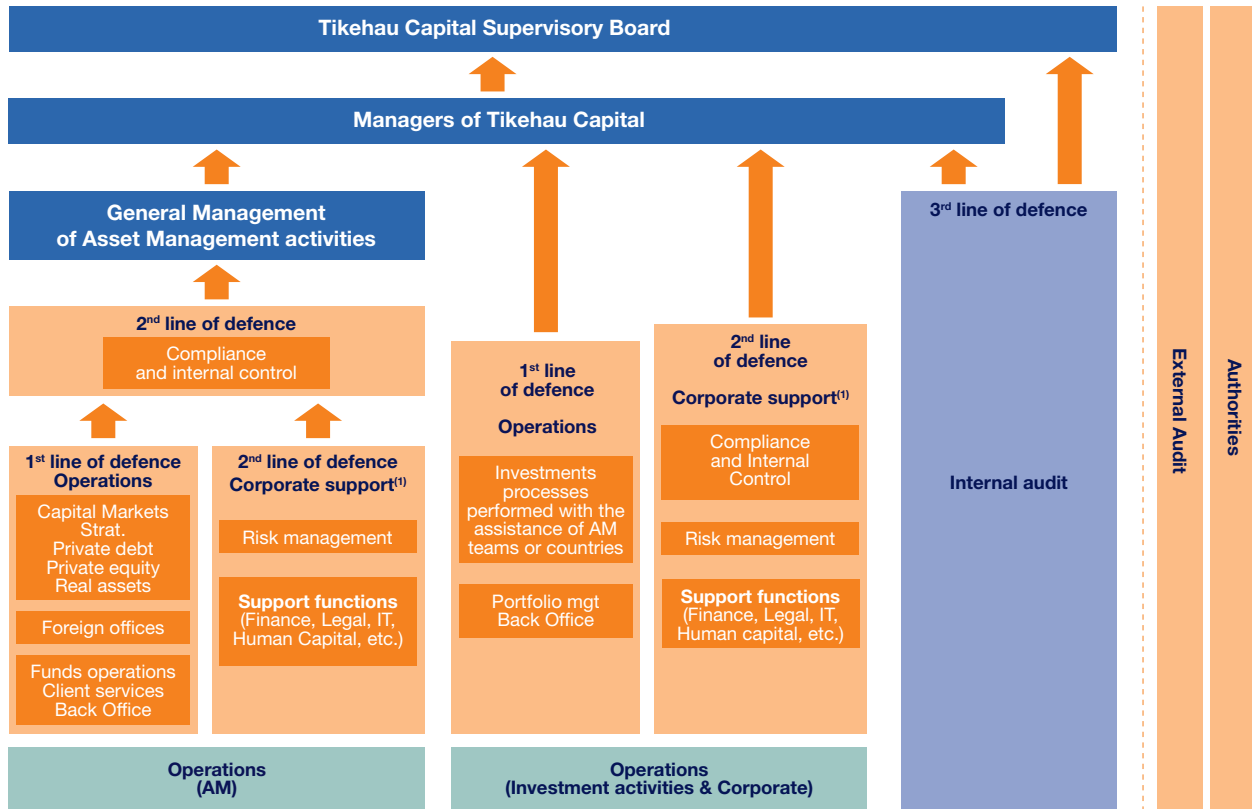 Tikehau Capital Supervisory Board
Managers of Tikehau Capital
General Management
of Asset Management activities
2nd line of defence
Compliance
and internal control
1st line of defence
Operations
Capital Markets
Strat.
Private debt
Private equity
Real assets
Foreign offices
Funds operations
Client services
Back Office
2nd line of defence
Corporate support(1)
Risk management
Support functions
(Finance, Legal, IT,
Human Capital, etc.)
Operations
(AM)
1st line
of defence
Operations
Investments
processes
performed with the
assistance of AM
teams or countries
Portfolio mgt
Back Office
2nd line
of defence
Corporate support(1)
Compliance
and Internal
Control
Risk management
Support functions
(Finance, Legal, IT,
Human capital, etc.)
Operations
(Investment activities & Corporate)
3rd line of defence
Internal audit
External Audit
Authorities